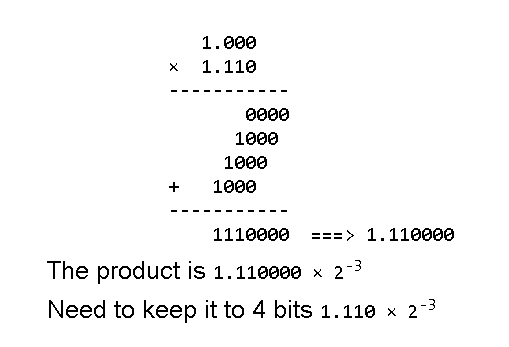 1.000
× 1.110
-----------
0000
1000
1000
+ 1000
-----------
1110000 ===> 1.110000
The product is 1.110000 × 2⁻³
Need to keep it to 4 bits 1.110 × 2⁻³